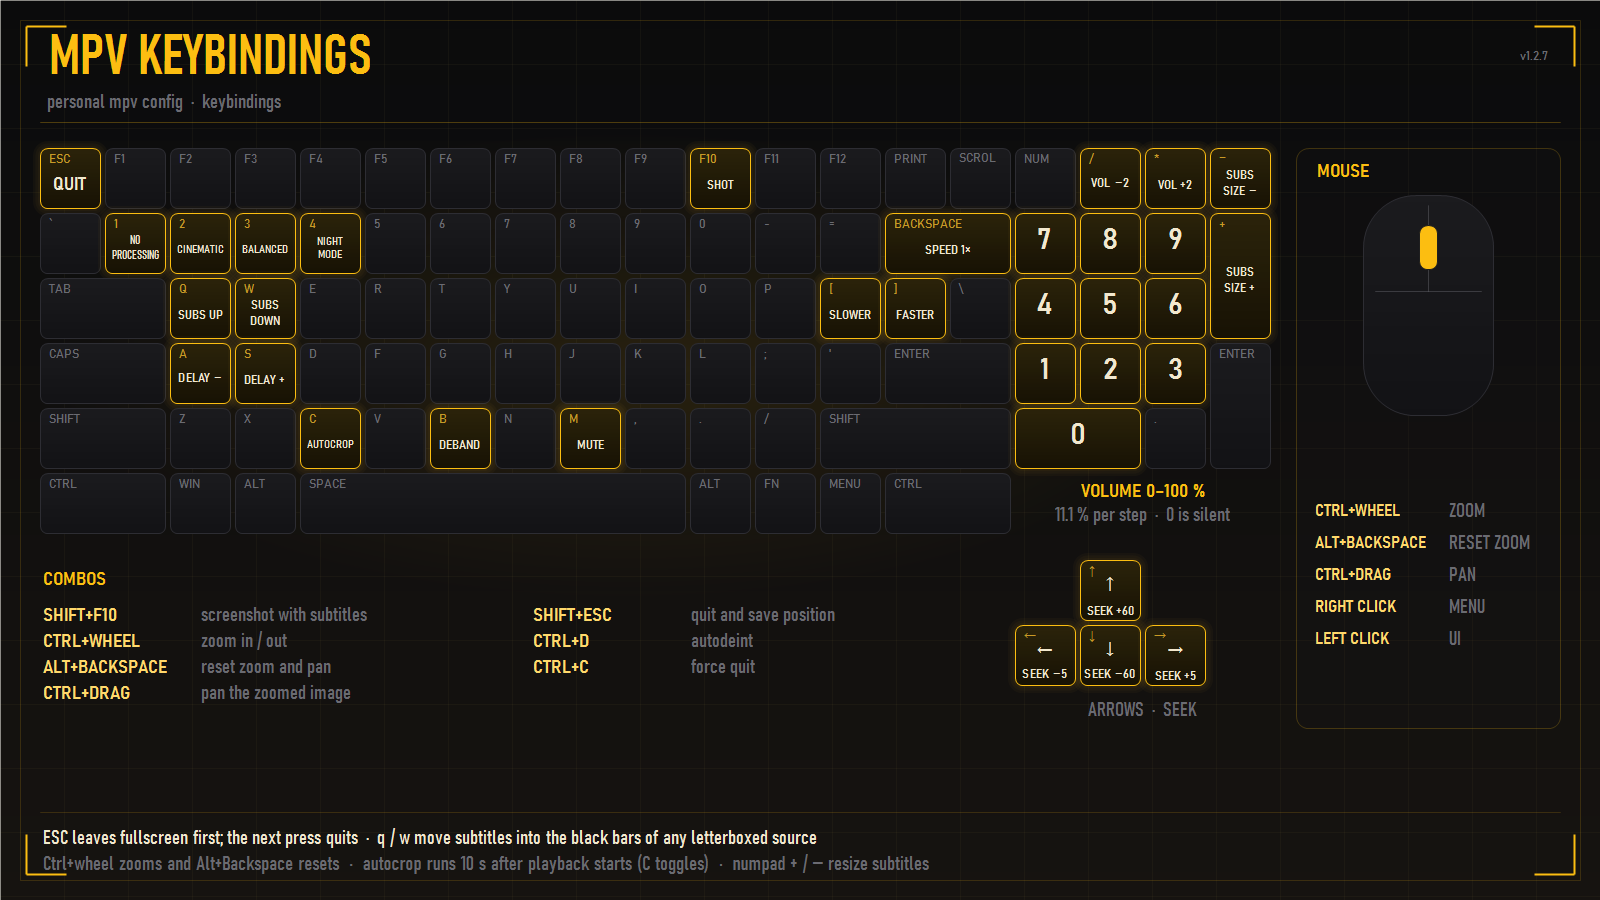 MPV KEYBINDINGS
v1.2.7
personal mpv config · keybindings
ESC F1 F2 F3 F4 F5 F6 F7 F8 F9 F10 F11 F12 PRINT SCROL NUM / * −
QUIT SHOT VOL −2 VOL +2 SUBS
SIZE −
` 1 2 3 4 5 6 7 8 9 0 - = BACKSPACE 7 8 9 +
NO
PROCESSING CINEMATIC BALANCED NIGHT
MODE SPEED 1× SUBS
SIZE +
TAB Q W E R T Y U I O P [ ] \ 4 5 6
SUBS UP SUBS
DOWN SLOWER FASTER
CAPS A S D F G H J K L ; ' ENTER 1 2 3 ENTER
DELAY − DELAY +
SHIFT Z X C V B N M , . / SHIFT 0 .
AUTOCROP DEBAND MUTE
CTRL WIN ALT SPACE ALT FN MENU CTRL
VOLUME 0–100 %
11.1 % per step · 0 is silent
↑
↑
SEEK +60
← ↓ →
← ↓ →
SEEK −5 SEEK −60 SEEK +5
ARROWS · SEEK
MOUSE
CTRL+WHEEL ZOOM
ALT+BACKSPACE RESET ZOOM
CTRL+DRAG PAN
RIGHT CLICK MENU
LEFT CLICK UI
COMBOS
SHIFT+F10 screenshot with subtitles
CTRL+WHEEL zoom in / out
ALT+BACKSPACE reset zoom and pan
CTRL+DRAG pan the zoomed image
SHIFT+ESC quit and save position
CTRL+D autodeint
CTRL+C force quit
ESC leaves fullscreen first; the next press quits · q / w move subtitles into the black bars of any letterboxed source
Ctrl+wheel zooms and Alt+Backspace resets · autocrop runs 10 s after playback starts (C toggles) · numpad + / — resize subtitles